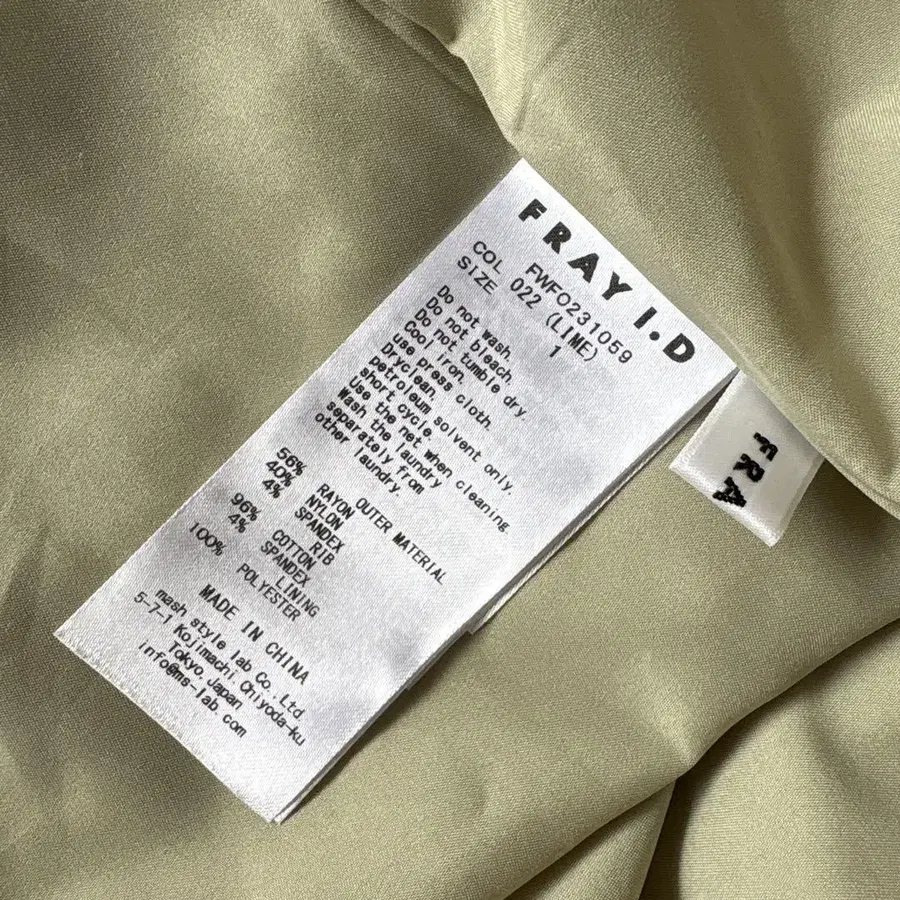 FRAY I.D
FWFO231059
COL 022 (LIME)
SIZE 1
Do not wash.
Do not bleach.
Do not tumble dry.
Cool iron.
use press cloth.
Dryclean.
petroleum solvent only.
short cycle.
Use the net when cleaning.
Wash the laundry
separately from
other laundry.
OUTER MATERIAL
56% RAYON
40% NYLON
4% SPANDEX
RIB
96% COTTON
4% SPANDEX
LINING
100% POLYESTER
MADE IN CHINA
mash style lab Co.,Ltd
5-7-1 Kojimachi.Chiyoda-ku
Tokyo.Japan
info@ms-lab.com
FRA